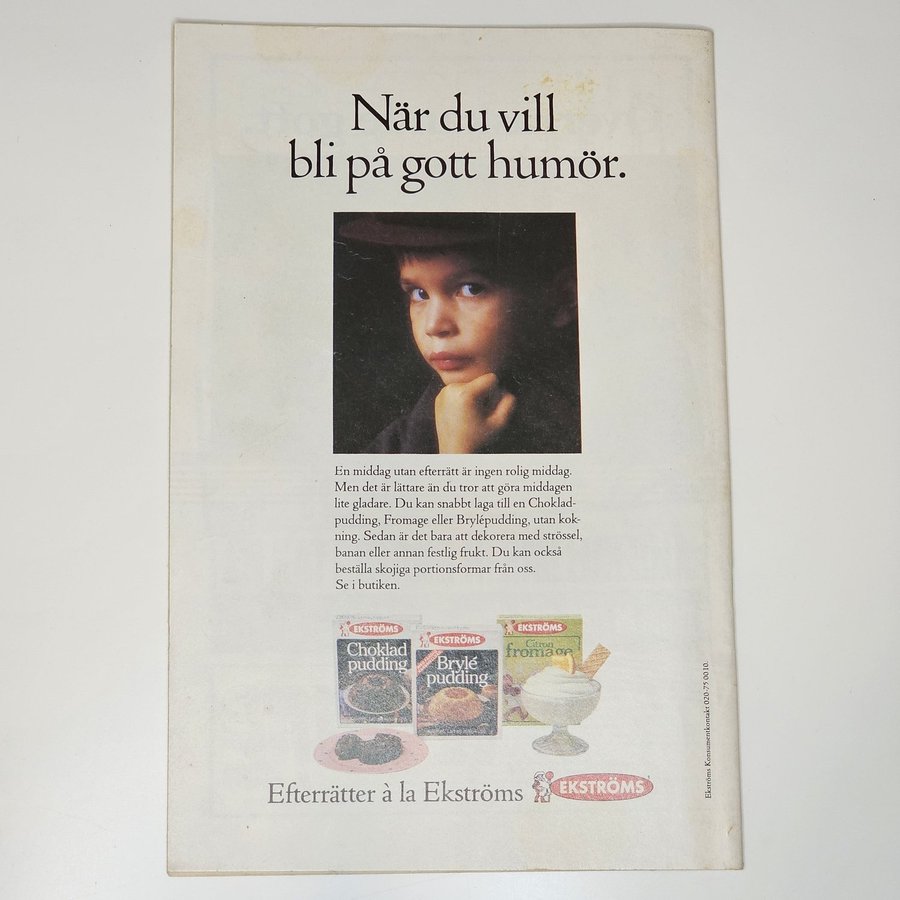 När du vill
bli på gott humör.
En middag utan efterrätt är ingen rolig middag.
Men det är lättare än du tror att göra middagen
lite gladare. Du kan snabbt laga till en Choklad-
pudding, Fromage eller Brylépudding, utan kok-
ning. Sedan är det bara att dekorera med strössel,
banan eller annan festlig frukt. Du kan också
beställa skojiga portionsformar från oss.
Se i butiken.
EKSTRÖMS
Choklad
pudding
EKSTRÖMS
Brylé
pudding
EKSTRÖMS
Citron
fromage
Efterrätter à la Ekströms
EKSTRÖMS
Ekströms Konsumentkontakt 020-75 00 10.